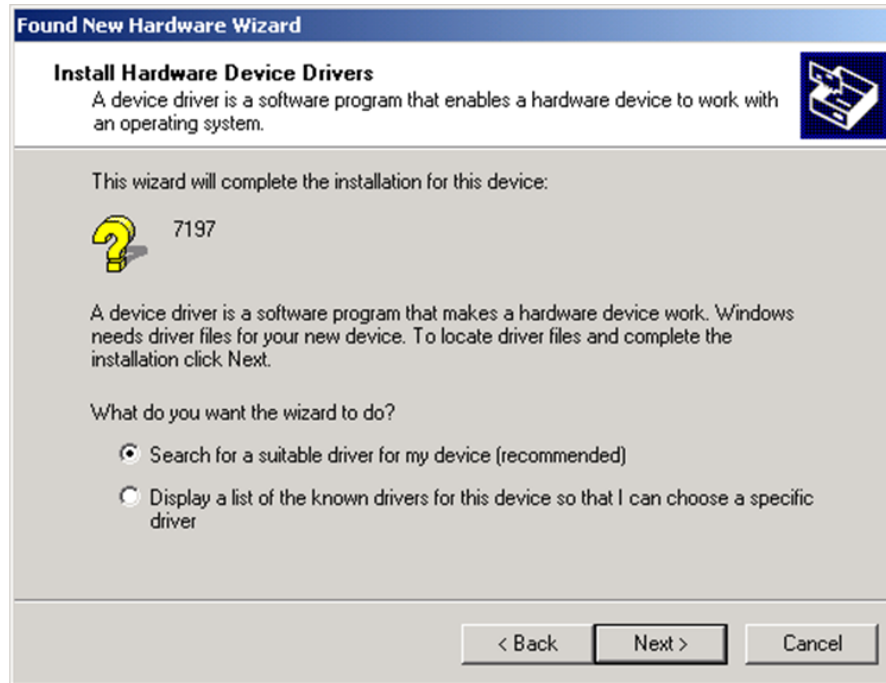 Found New Hardware Wizard
Install Hardware Device Drivers
A device driver is a software program that enables a hardware device to work with
an operating system.
This wizard will complete the installation for this device:
7197
A device driver is a software program that makes a hardware device work. Windows
needs driver files for your new device. To locate driver files and complete the
installation click Next.
What do you want the wizard to do?
Search for a suitable driver for my device (recommended)
Display a list of the known drivers for this device so that I can choose a specific
driver
< Back
Next >
Cancel